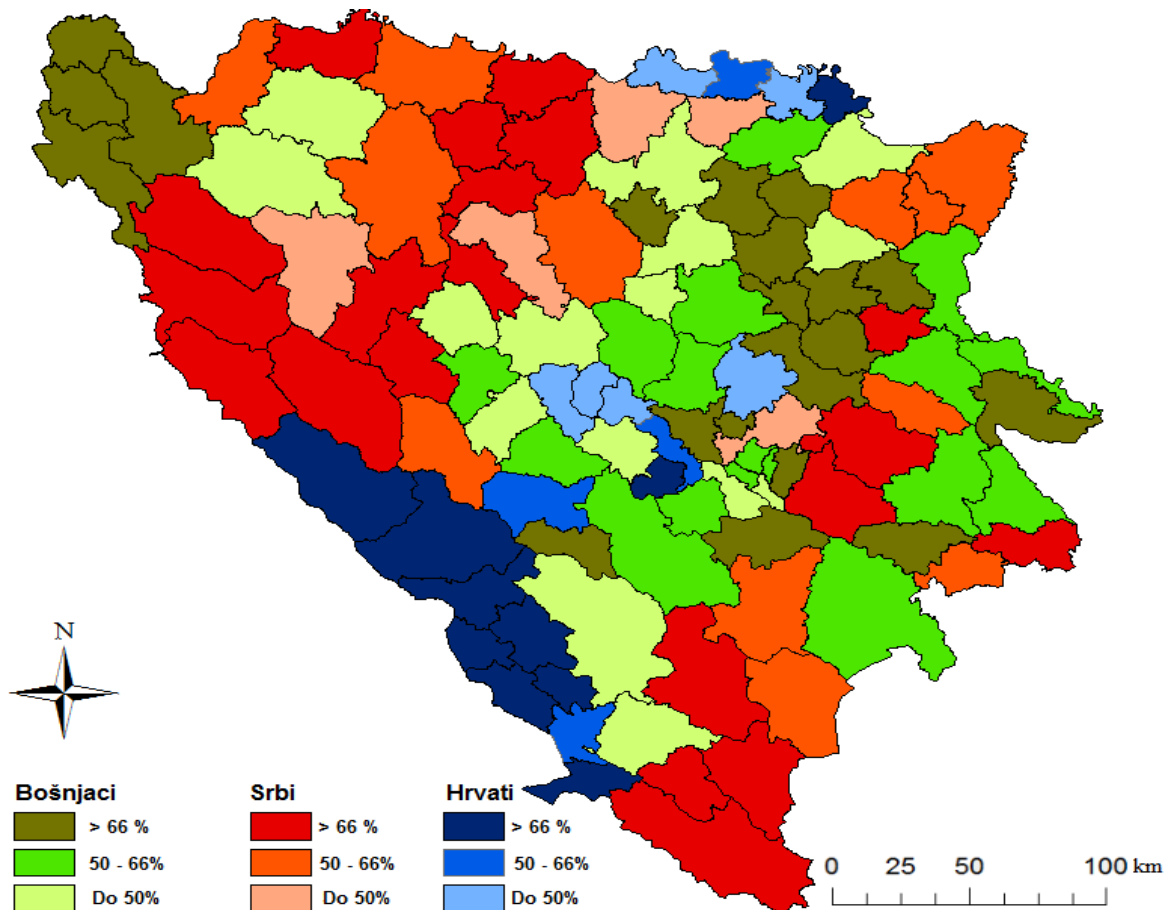 N
Bošnjaci Srbi Hrvati
> 66 % > 66 % > 66 %
50 - 66% 50 - 66% 50 - 66%
Do 50% Do 50% Do 50%
0 25 50 100 km